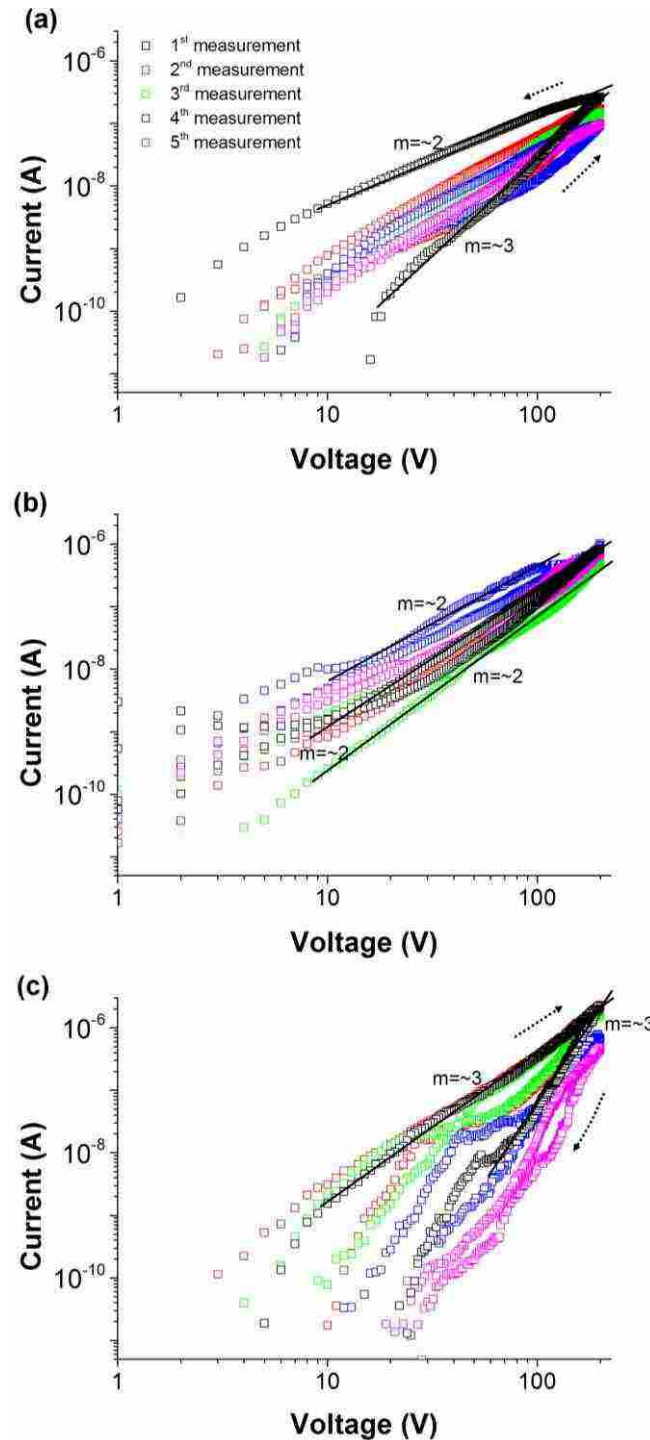 (a)
1st measurement
2nd measurement
3rd measurement
4th measurement
5th measurement
m=~2
m=~3
10-6
10-8
10-10
Current (A)
1
10
100
Voltage (V)
(b)
m=~2
m=~2
m=~2
10-6
10-8
10-10
Current (A)
1
10
100
Voltage (V)
(c)
m=~3
m=~3
10-6
10-8
10-10
Current (A)
1
10
100
Voltage (V)